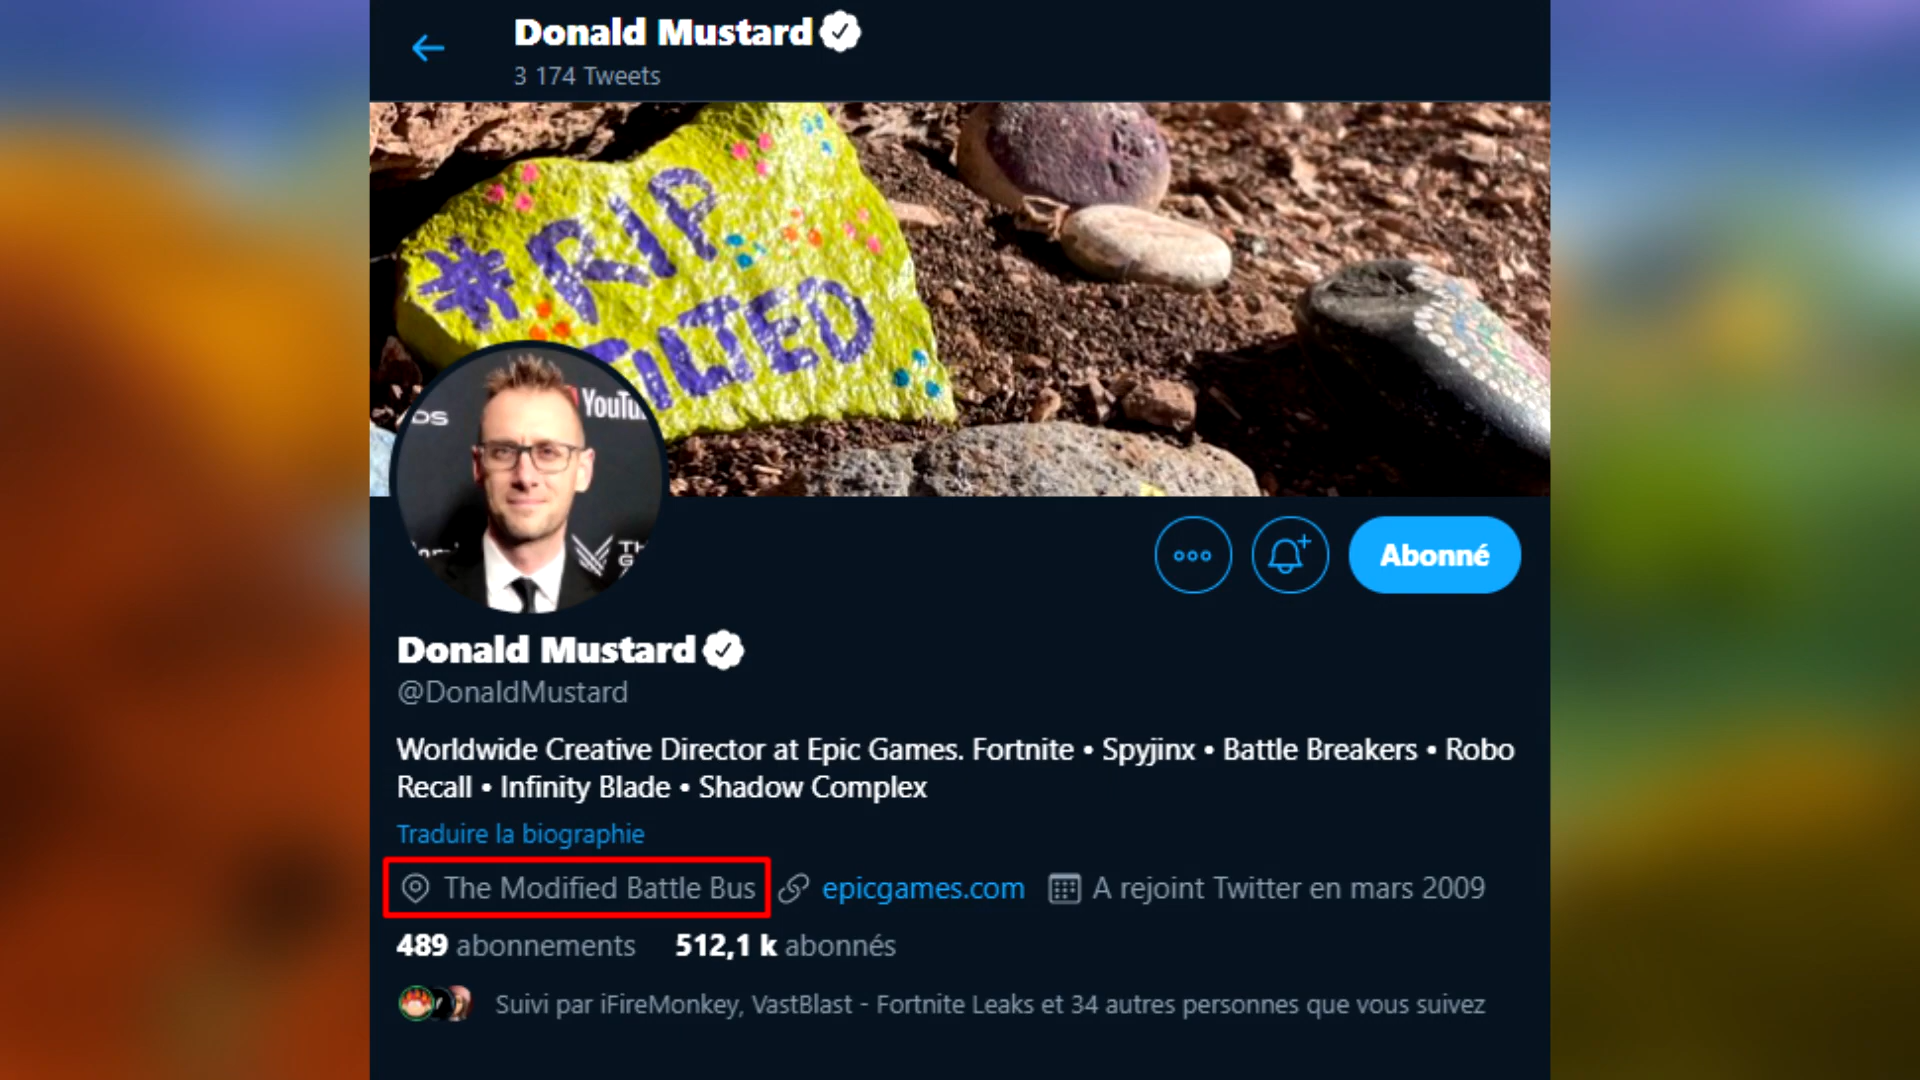 Donald Mustard
3 174 Tweets
#RIP
TILTED
YouTu
Donald Mustard
@DonaldMustard
Abonné
Worldwide Creative Director at Epic Games. Fortnite • Spyjinx • Battle Breakers • Robo
Recall • Infinity Blade • Shadow Complex
Traduire la biographie
The Modified Battle Bus epicgames.com A rejoint Twitter en mars 2009
489 abonnements 512,1 k abonnés
Suivi par iFireMonkey, VastBlast - Fortnite Leaks et 34 autres personnes que vous suivez